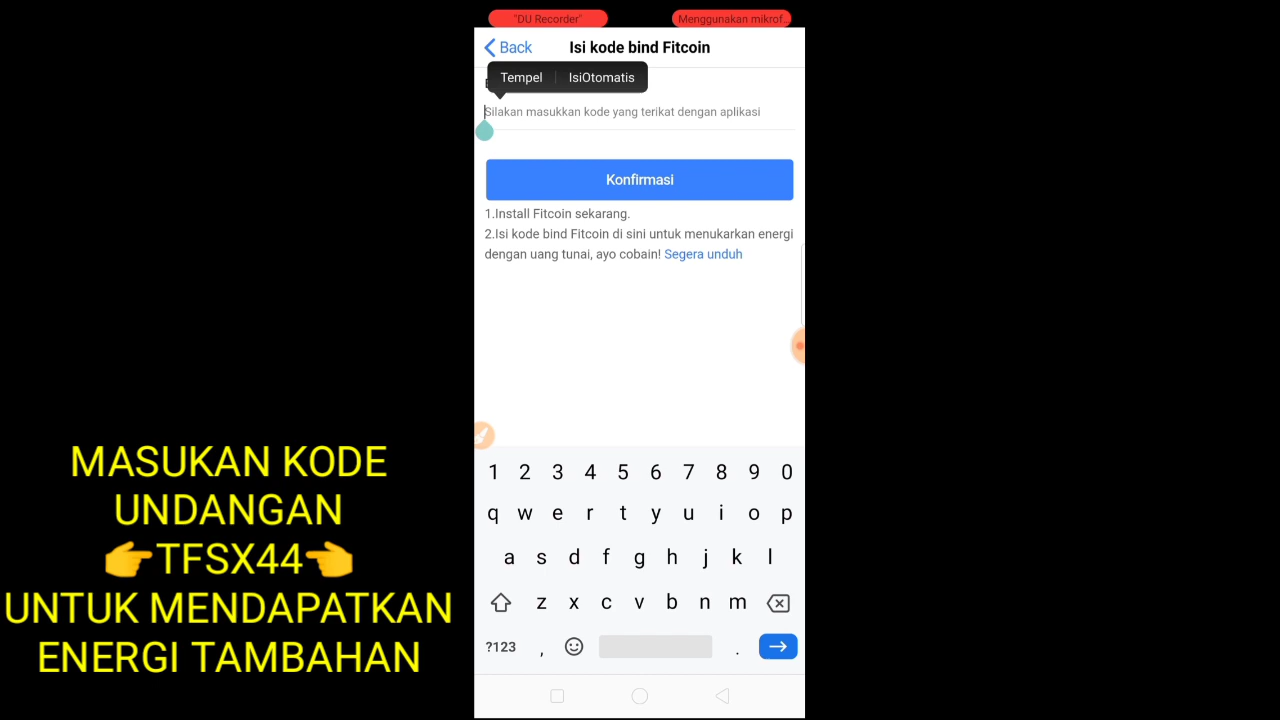 "DU Recorder"
Menggunakan mikrof...
Back
Isi kode bind Fitcoin
Tempel
IsiOtomatis
Silakan masukkan kode yang terikat dengan aplikasi
Konfirmasi
1.Install Fitcoin sekarang.
2.Isi kode bind Fitcoin di sini untuk menukarkan energi
dengan uang tunai, ayo cobain! Segera unduh
MASUKAN KODE
UNDANGAN
👉TFSX44👈
UNTUK MENDAPATKAN
ENERGI TAMBAHAN
1 2 3 4 5 6 7 8 9 0
q w e r t y u i o p
a s d f g h j k l
z x c v b n m
?123 , .